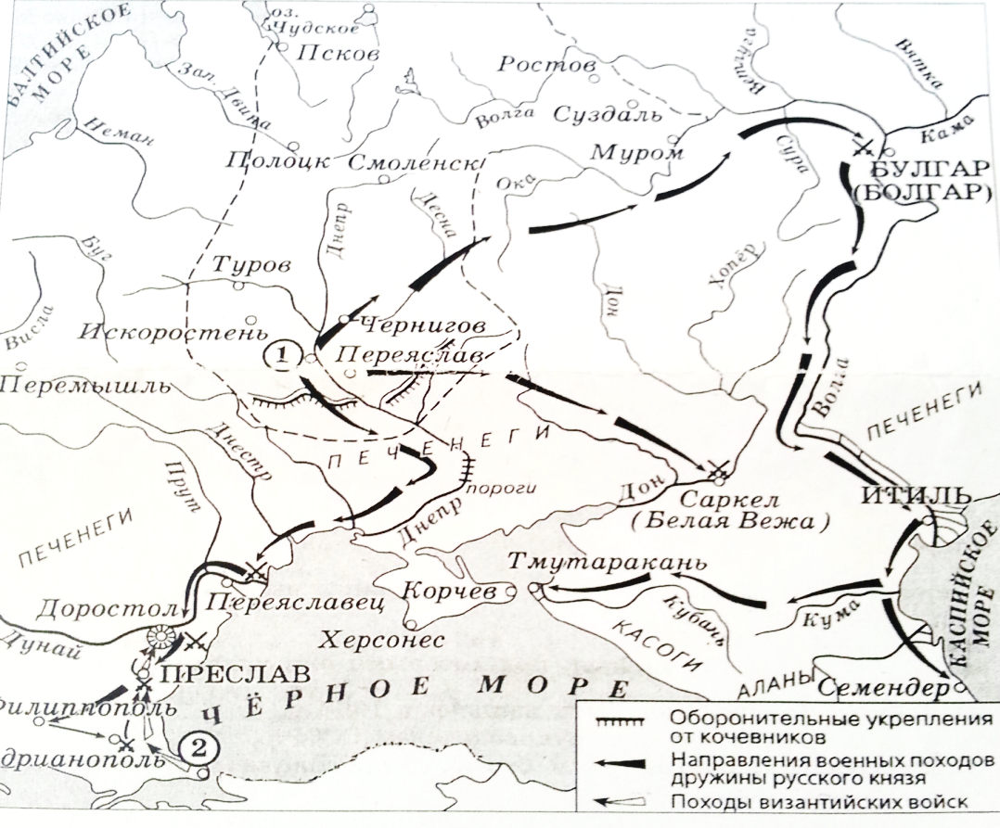 БАЛТИЙСКОЕ
МОРЕ
оз.
Чудское
Псков
Зап. Двина
Неман
Полоцк
Смоленск
Волга
Ростов
Суздаль
Муром
Ветлуга
Вятка
Кама
Сура
Ока
БУЛГАР
(БОЛГАР)
Днепр
Десна
Буг
Туров
Дон
Хопёр
Висла
Искоростень
Чернигов
1
Переяслав
Перемышль
Волга
ПЕЧЕНЕГИ
ПЕЧЕНЕГИ
Днестр
Прут
пороги
Днепр
Дон
Саркел
(Белая Вежа)
ИТИЛЬ
ПЕЧЕНЕГИ
Тмутаракань
Корчев
Переяславец
Доростол
Дунай
Херсонес
Кубань
Кума
КАСОГИ
АЛАНЫ
КАСПИЙСКОЕ
МОРЕ
Семендер
ПРЕСЛАВ
ЧЁРНОЕ МОРЕ
Филиппополь
дрианополь
2
Оборонительные укрепления
от кочевников
Направления военных походов
дружины русского князя
Походы византийских войск